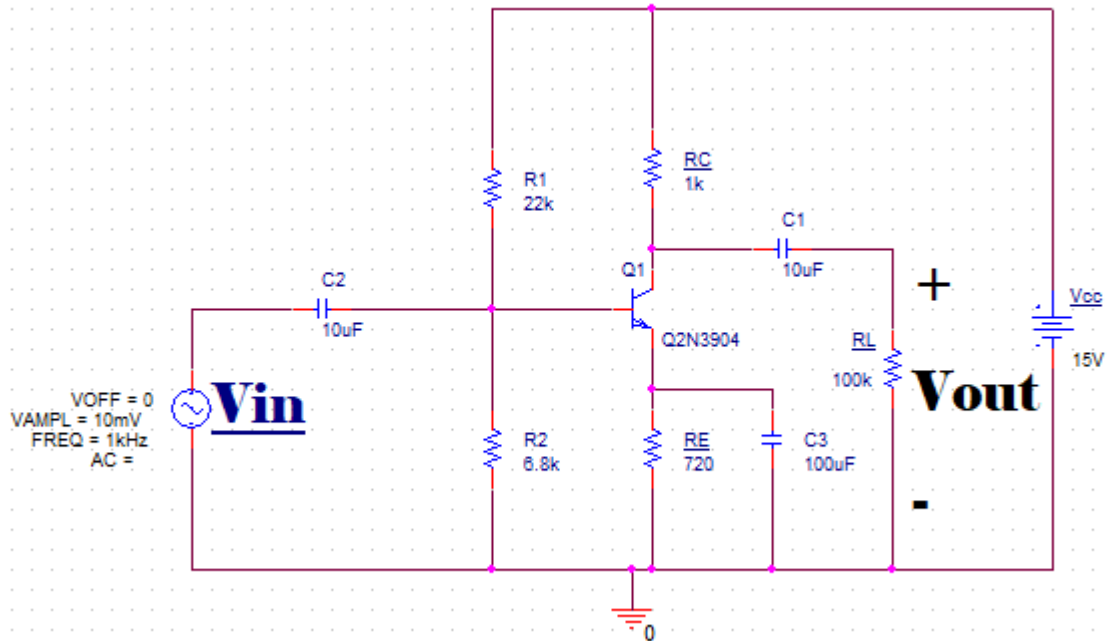 RC
1k
R1
22k
C1
10uF
Q1
Q2N3904
C2
10uF
+
Vcc
15V
RL
100k
Vout
-
VOFF = 0
VAMPL = 10mV
FREQ = 1kHz
AC =
Vin
R2
6.8k
RE
720
C3
100uF
0